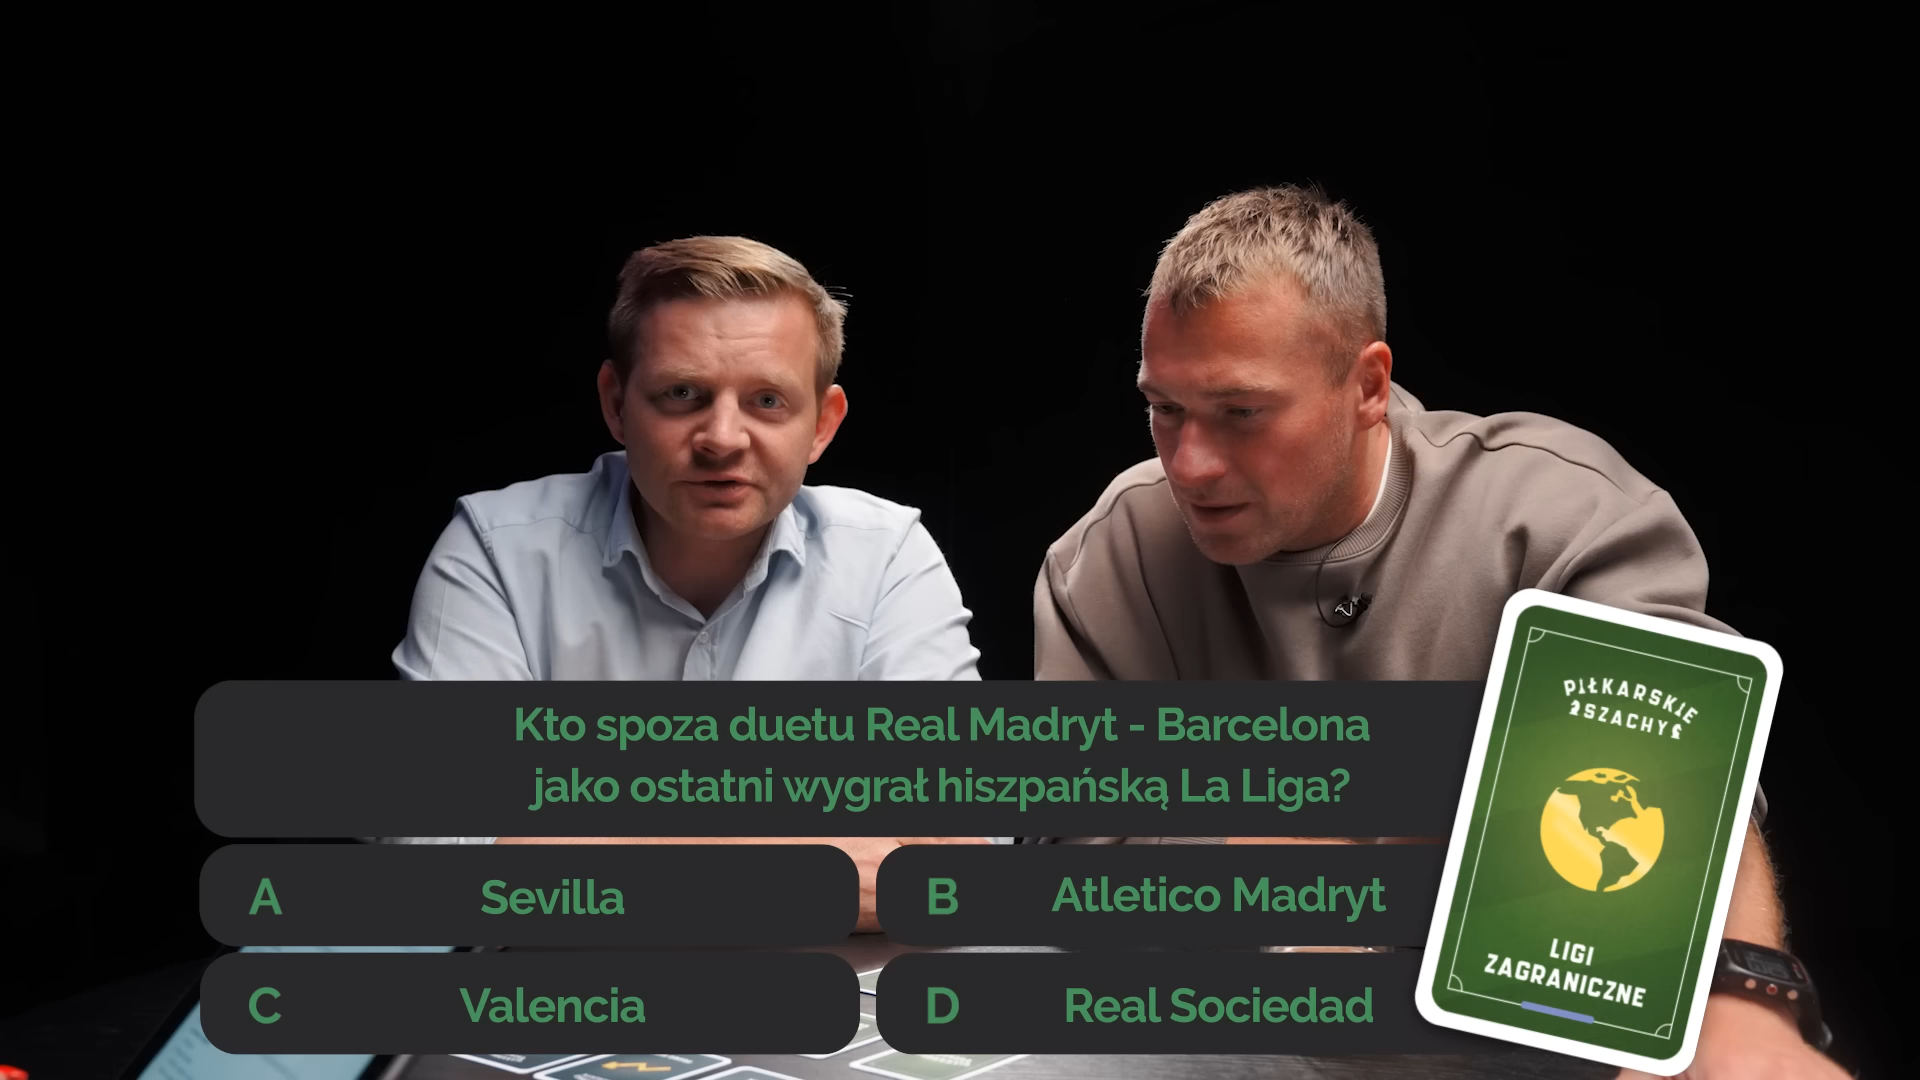 Kto spoza duetu Real Madryt - Barcelona
jako ostatni wygrał hiszpańską La Liga?
A Sevilla
B Atletico Madryt
C Valencia
D Real Sociedad
PIŁKARSKIE
SZACHY
LIGI
ZAGRANICZNE